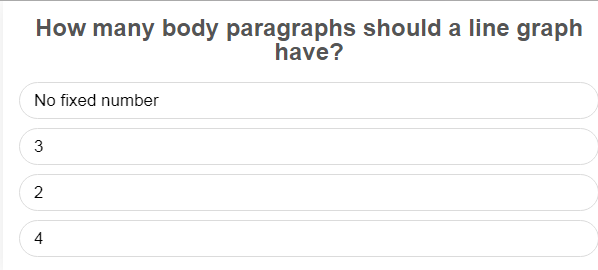 How many body paragraphs should a line graph
have?
No fixed number
3
2
4